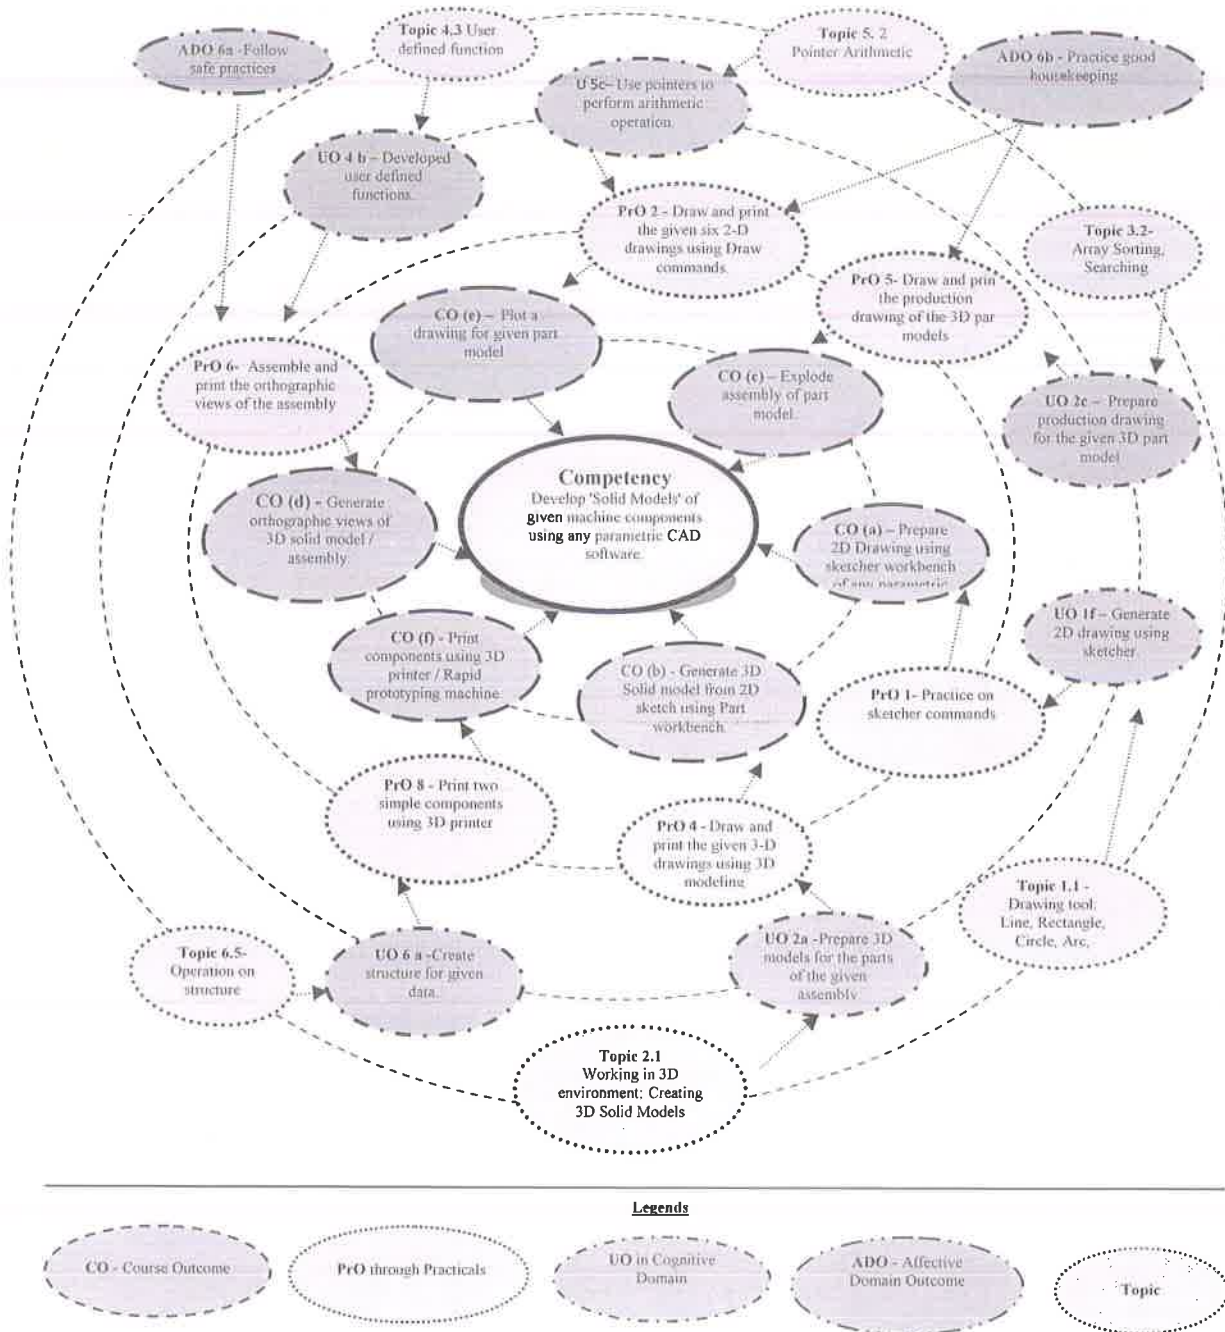 Topic 4.3 User
defined function
Topic 5. 2
Pointer Arithmetic
ADO 6a -Follow
safe practices
ADO 6b - Practice good
housekeeping
U 5c– Use pointers to
perform arithmetic
operation.
UO 4 b – Developed
user defined
functions.
PrO 2 - Draw and print
the given six 2-D
drawings using Draw
commands.
Topic 3.2-
Array Sorting,
Searching
PrO 5- Draw and prin
the production
drawing of the 3D par
models
CO (e) – Plot a
drawing for given part
model
PrO 6- Assemble and
print the orthographic
views of the assembly
CO (c) – Explode
assembly of part
model.
UO 2c – Prepare
production drawing
for the given 3D part
model
Competency
Develop 'Solid Models' of
given machine components
using any parametric CAD
software.
CO (d) - Generate
orthographic views of
3D solid model /
assembly.
CO (a) – Prepare
2D Drawing using
sketcher workbench
of any parametric
UO 1f – Generate
2D drawing using
sketcher.
CO (f) - Print
components using 3D
printer / Rapid
prototyping machine
CO (b) - Generate 3D
Solid model from 2D
sketch using Part
workbench.
PrO 1- Practice on
sketcher commands
PrO 8 - Print two
simple components
using 3D printer
PrO 4 - Draw and
print the given 3-D
drawings using 3D
modeling
Topic 1.1 -
Drawing tool:
Line, Rectangle,
Circle, Arc,
Topic 6.5-
Operation on
structure
UO 6 a -Create
structure for given
data.
UO 2a -Prepare 3D
models for the parts
of the given
assembly
Topic 2.1
Working in 3D
environment: Creating
3D Solid Models
Legends
CO - Course Outcome
PrO through Practicals
UO in Cognitive
Domain
ADO - Affective
Domain Outcome
Topic